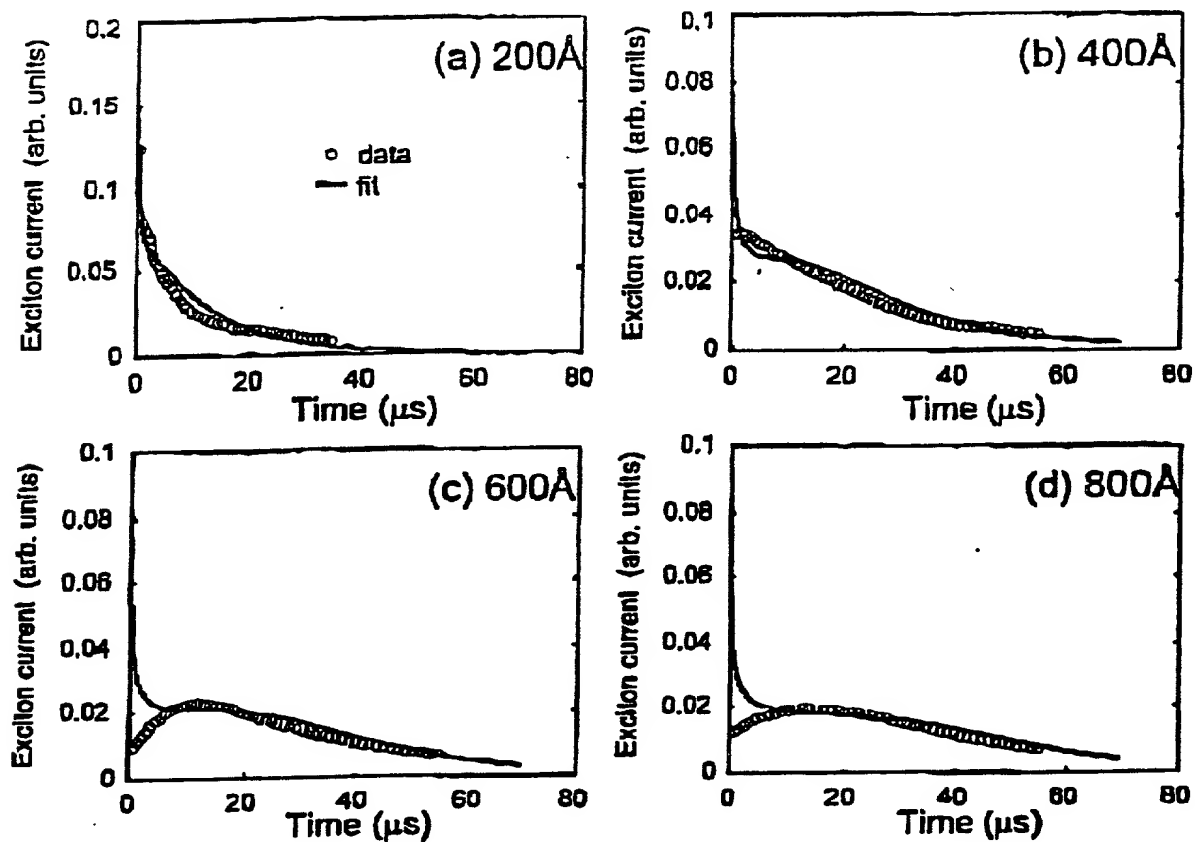 (a) 200Å
Exciton current (arb. units)
0.2
0.15
0.1
0.05
0
data
fit
0 20 40 60 80
Time (μs)
(b) 400Å
Exciton current (arb. units)
0.1
0.08
0.06
0.04
0.02
0
0 20 40 60 80
Time (μs)
(c) 600Å
Exciton current (arb. units)
0.1
0.08
0.06
0.04
0.02
0
0 20 40 60 80
Time (μs)
(d) 800Å
Exciton current (arb. units)
0.1
0.08
0.06
0.04
0.02
0
0 20 40 60 80
Time (μs)